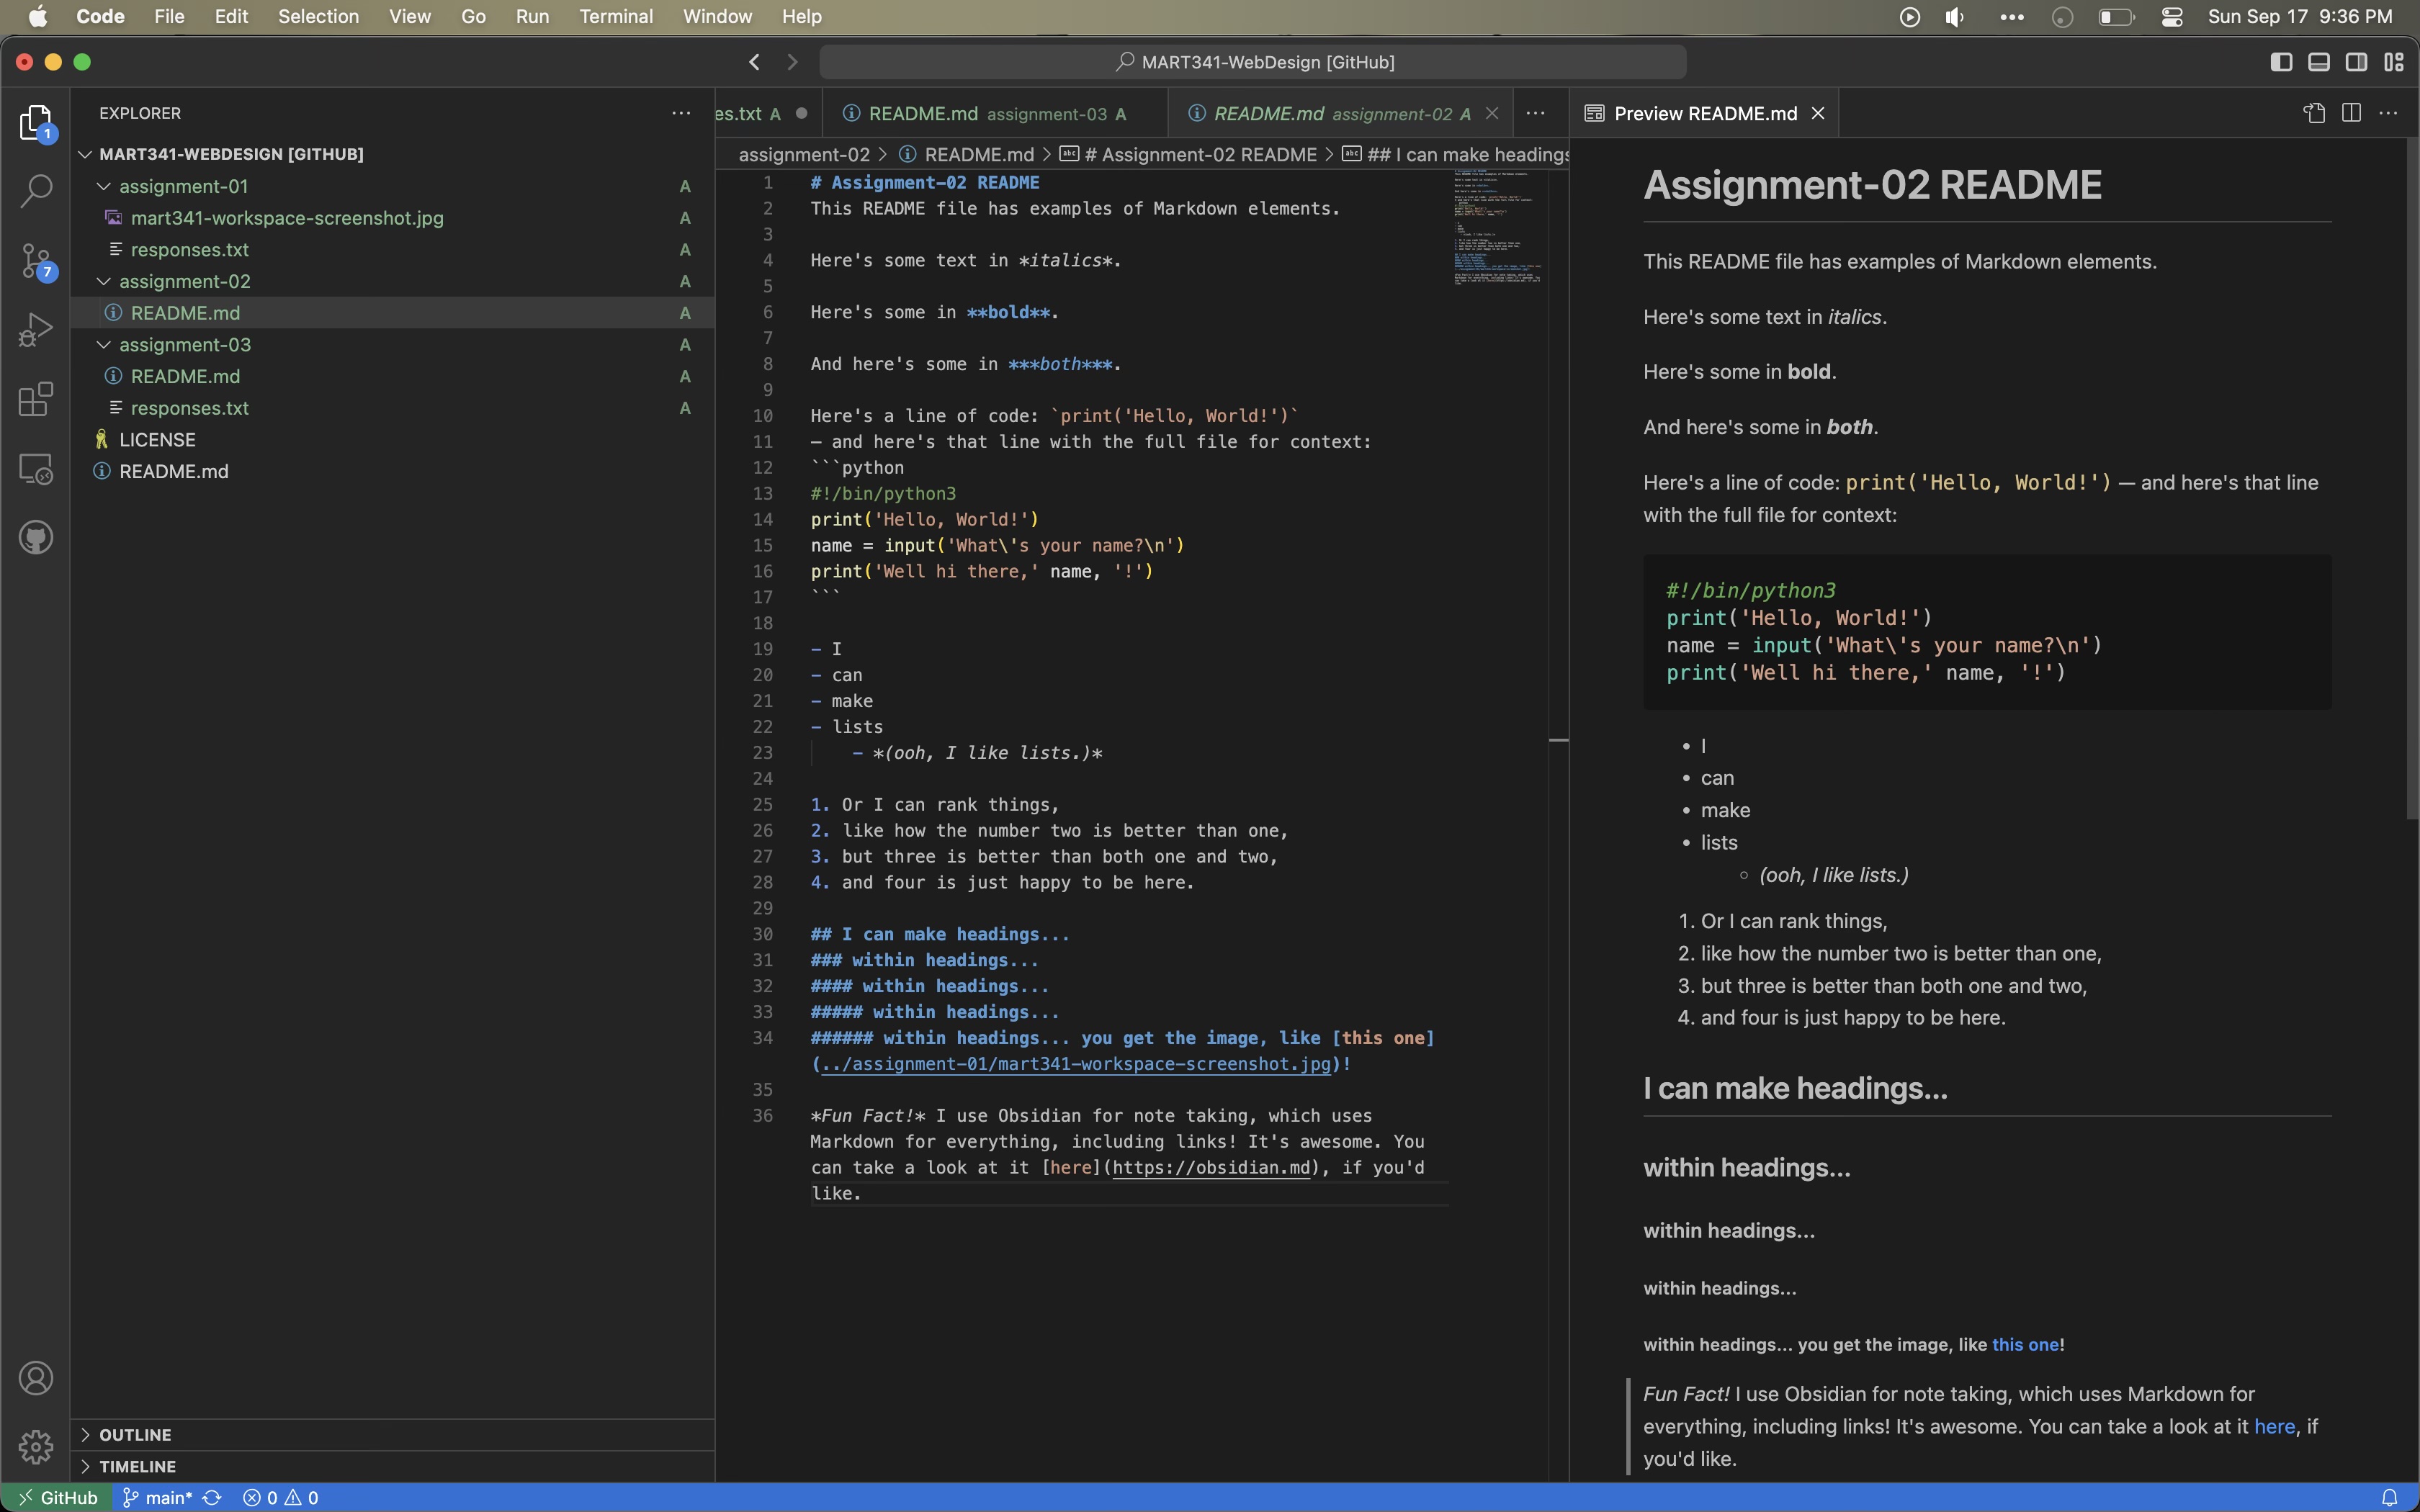 Code File Edit Selection View Go Run Terminal Window Help Sun Sep 17 9:36 PM
MART341-WebDesign [GitHub]
1
7
EXPLORER
MART341-WEBDESIGN [GITHUB]
assignment-01 A
mart341-workspace-screenshot.jpg A
responses.txt A
assignment-02 A
README.md A
assignment-03 A
README.md A
responses.txt A
LICENSE
README.md
OUTLINE
TIMELINE
es.txt A README.md assignment-03 A README.md assignment-02 A
assignment-02 > README.md > # Assignment-02 README > ## I can make headings
1 # Assignment-02 README
2 This README file has examples of Markdown elements.
3
4 Here's some text in *italics*.
5
6 Here's some in **bold**.
7
8 And here's some in ***both***.
9
10 Here's a line of code: `print('Hello, World!')`
11 — and here's that line with the full file for context:
12 ```python
13 #!/bin/python3
14 print('Hello, World!')
15 name = input('What\'s your name?\n')
16 print('Well hi there,' name, '!')
17 ```
18
19 - I
20 - can
21 - make
22 - lists
23 - *(ooh, I like lists.)*
24
25 1. Or I can rank things,
26 2. like how the number two is better than one,
27 3. but three is better than both one and two,
28 4. and four is just happy to be here.
29
30 ## I can make headings...
31 ### within headings...
32 #### within headings...
33 ##### within headings...
34 ###### within headings... you get the image, like [this one]
(../assignment-01/mart341-workspace-screenshot.jpg)!
35
36 *Fun Fact!* I use Obsidian for note taking, which uses
Markdown for everything, including links! It's awesome. You
can take a look at it [here](https://obsidian.md), if you'd
like.
Preview README.md
Assignment-02 README
This README file has examples of Markdown elements.
Here's some text in italics.
Here's some in bold.
And here's some in both.
Here's a line of code: print('Hello, World!') — and here's that line
with the full file for context:
#!/bin/python3
print('Hello, World!')
name = input('What\'s your name?\n')
print('Well hi there,' name, '!')
• I
• can
• make
• lists
◦ (ooh, I like lists.)
1. Or I can rank things,
2. like how the number two is better than one,
3. but three is better than both one and two,
4. and four is just happy to be here.
I can make headings...
within headings...
within headings...
within headings...
within headings... you get the image, like this one!
Fun Fact! I use Obsidian for note taking, which uses Markdown for
everything, including links! It's awesome. You can take a look at it here, if
you'd like.
GitHub main* 0 0